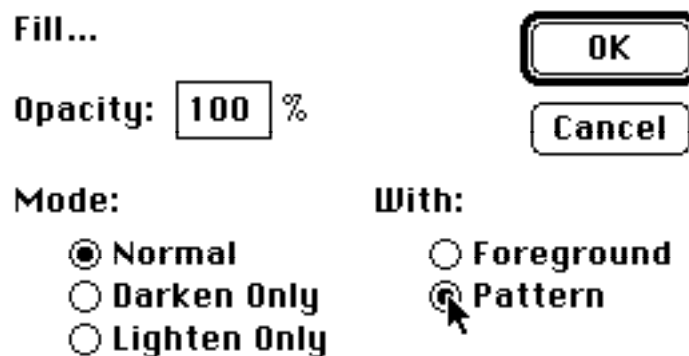 Fill...
OK
Opacity: 100 %
Cancel
Mode:
Normal
Darken Only
Lighten Only
With:
Foreground
Pattern